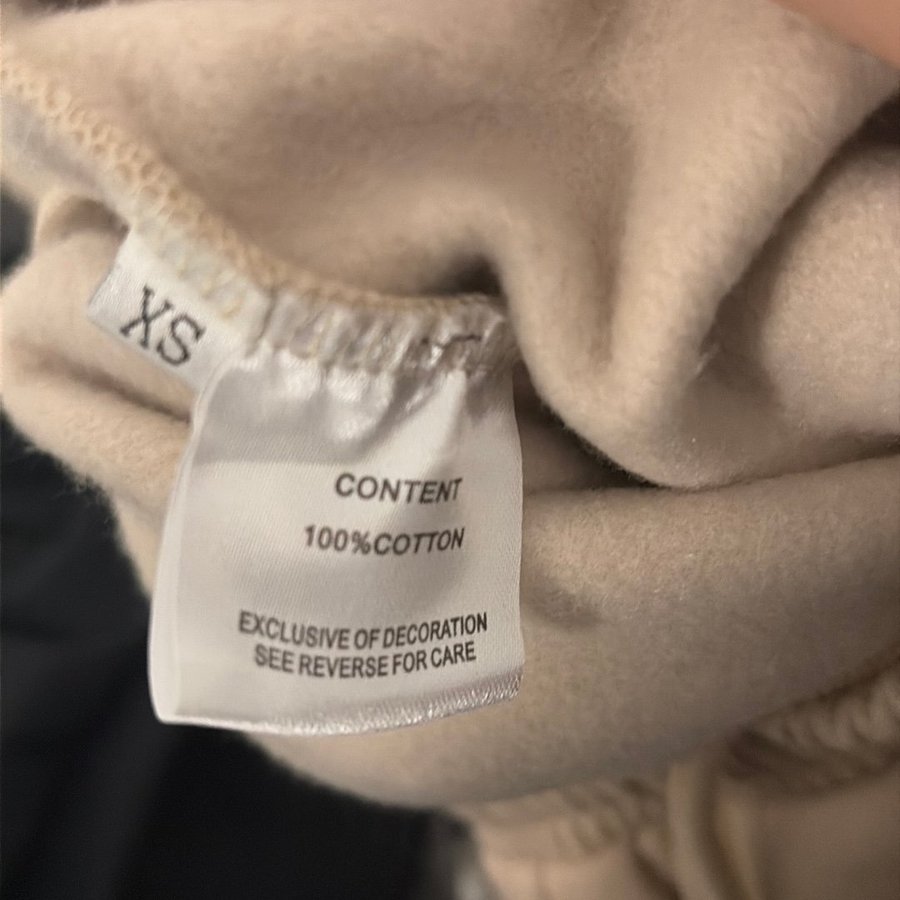 XS
CONTENT
100%COTTON
EXCLUSIVE OF DECORATION
SEE REVERSE FOR CARE